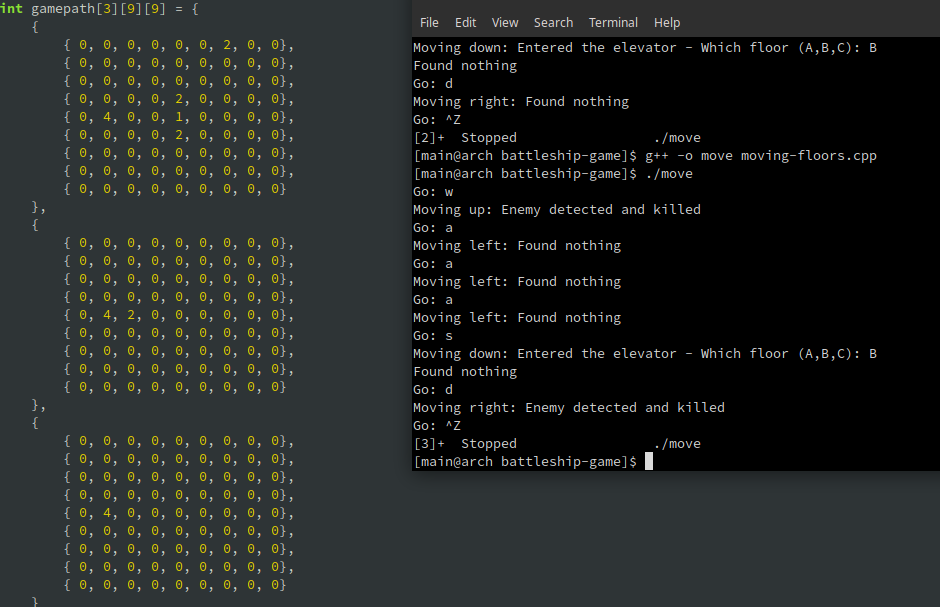 int gamepath[3][9][9] = {
{
{ 0, 0, 0, 0, 0, 0, 2, 0, 0},
{ 0, 0, 0, 0, 0, 0, 0, 0, 0},
{ 0, 0, 0, 0, 0, 0, 0, 0, 0},
{ 0, 0, 0, 0, 2, 0, 0, 0, 0},
{ 0, 4, 0, 0, 1, 0, 0, 0, 0},
{ 0, 0, 0, 0, 2, 0, 0, 0, 0},
{ 0, 0, 0, 0, 0, 0, 0, 0, 0},
{ 0, 0, 0, 0, 0, 0, 0, 0, 0},
{ 0, 0, 0, 0, 0, 0, 0, 0, 0}
},
{
{ 0, 0, 0, 0, 0, 0, 0, 0, 0},
{ 0, 0, 0, 0, 0, 0, 0, 0, 0},
{ 0, 0, 0, 0, 0, 0, 0, 0, 0},
{ 0, 0, 0, 0, 0, 0, 0, 0, 0},
{ 0, 4, 2, 0, 0, 0, 0, 0, 0},
{ 0, 0, 0, 0, 0, 0, 0, 0, 0},
{ 0, 0, 0, 0, 0, 0, 0, 0, 0},
{ 0, 0, 0, 0, 0, 0, 0, 0, 0},
{ 0, 0, 0, 0, 0, 0, 0, 0, 0}
},
{
{ 0, 0, 0, 0, 0, 0, 0, 0, 0},
{ 0, 0, 0, 0, 0, 0, 0, 0, 0},
{ 0, 0, 0, 0, 0, 0, 0, 0, 0},
{ 0, 0, 0, 0, 0, 0, 0, 0, 0},
{ 0, 4, 0, 0, 0, 0, 0, 0, 0},
{ 0, 0, 0, 0, 0, 0, 0, 0, 0},
{ 0, 0, 0, 0, 0, 0, 0, 0, 0},
{ 0, 0, 0, 0, 0, 0, 0, 0, 0},
{ 0, 0, 0, 0, 0, 0, 0, 0, 0}
}
File Edit View Search Terminal Help
Moving down: Entered the elevator - Which floor (A,B,C): B
Found nothing
Go: d
Moving right: Found nothing
Go: ^Z
[2]+  Stopped                 ./move
[main@arch battleship-game]$ g++ -o move moving-floors.cpp
[main@arch battleship-game]$ ./move
Go: w
Moving up: Enemy detected and killed
Go: a
Moving left: Found nothing
Go: a
Moving left: Found nothing
Go: a
Moving left: Found nothing
Go: s
Moving down: Entered the elevator - Which floor (A,B,C): B
Found nothing
Go: d
Moving right: Enemy detected and killed
Go: ^Z
[3]+  Stopped                 ./move
[main@arch battleship-game]$